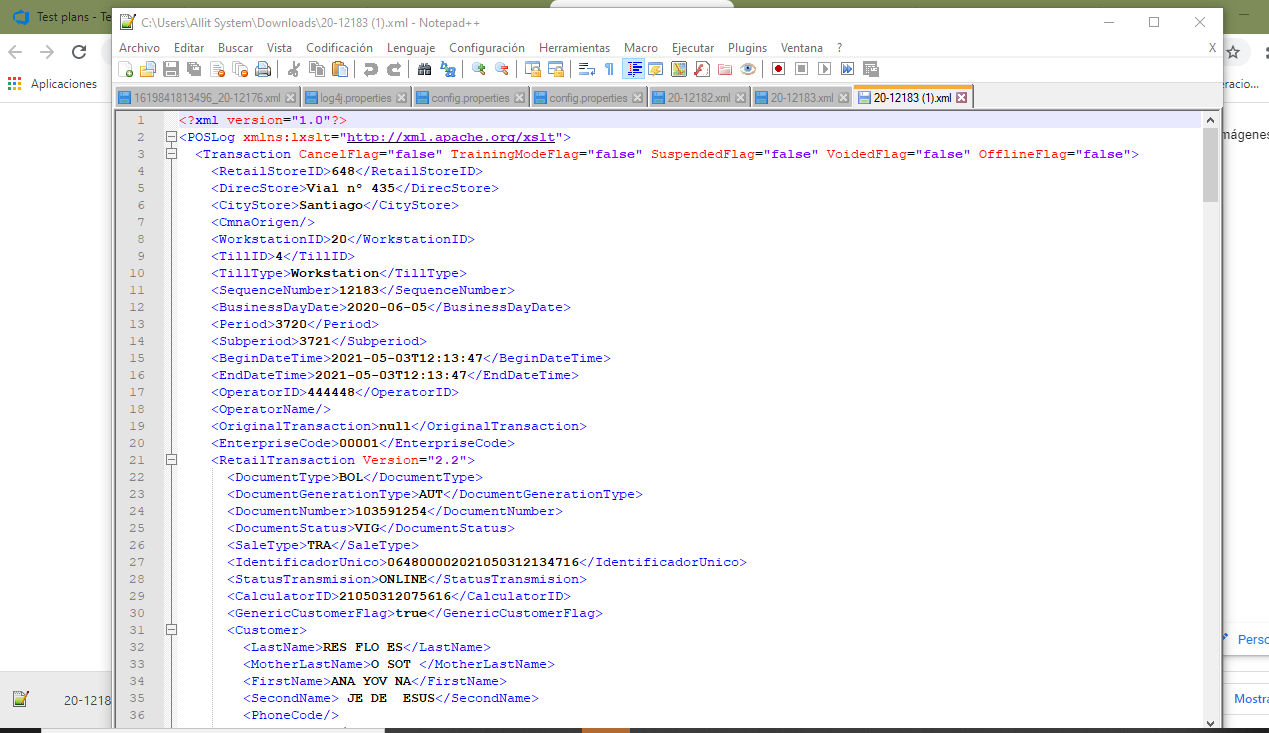 Test plans - Te
C:\Users\Allit System\Downloads\20-12183 (1).xml - Notepad++
Archivo Editar Buscar Vista Codificación Lenguaje Configuración Herramientas Macro Ejecutar Plugins Ventana ? X
Aplicaciones
1619841813496_20-12176.xml log4j.properties config.properties config.properties 20-12182.xml 20-12183.xml 20-12183 (1).xml
1 <?xml version="1.0"?>
2 <POSLog xmlns:lxslt="http://xml.apache.org/xslt">
3 <Transaction CancelFlag="false" TrainingModeFlag="false" SuspendedFlag="false" VoidedFlag="false" OfflineFlag="false">
4 <RetailStoreID>648</RetailStoreID>
5 <DirecStore>Vial nº 435</DirecStore>
6 <CityStore>Santiago</CityStore>
7 <CmnaOrigen/>
8 <WorkstationID>20</WorkstationID>
9 <TillID>4</TillID>
10 <TillType>Workstation</TillType>
11 <SequenceNumber>12183</SequenceNumber>
12 <BusinessDayDate>2020-06-05</BusinessDayDate>
13 <Period>3720</Period>
14 <Subperiod>3721</Subperiod>
15 <BeginDateTime>2021-05-03T12:13:47</BeginDateTime>
16 <EndDateTime>2021-05-03T12:13:47</EndDateTime>
17 <OperatorID>444448</OperatorID>
18 <OperatorName/>
19 <OriginalTransaction>null</OriginalTransaction>
20 <EnterpriseCode>00001</EnterpriseCode>
21 <RetailTransaction Version="2.2">
22 <DocumentType>BOL</DocumentType>
23 <DocumentGenerationType>AUT</DocumentGenerationType>
24 <DocumentNumber>103591254</DocumentNumber>
25 <DocumentStatus>VIG</DocumentStatus>
26 <SaleType>TRA</SaleType>
27 <IdentificadorUnico>064800002021050312134716</IdentificadorUnico>
28 <StatusTransmision>ONLINE</StatusTransmision>
29 <CalculatorID>21050312075616</CalculatorID>
30 <GenericCustomerFlag>true</GenericCustomerFlag>
31 <Customer>
32 <LastName>RES FLO ES</LastName>
33 <MotherLastName>O SOT </MotherLastName>
34 <FirstName>ANA YOV NA</FirstName>
35 <SecondName> JE DE  ESUS</SecondName>
36 <PhoneCode/>
eracio...
mágenes
Perso
Mostra
20-1218